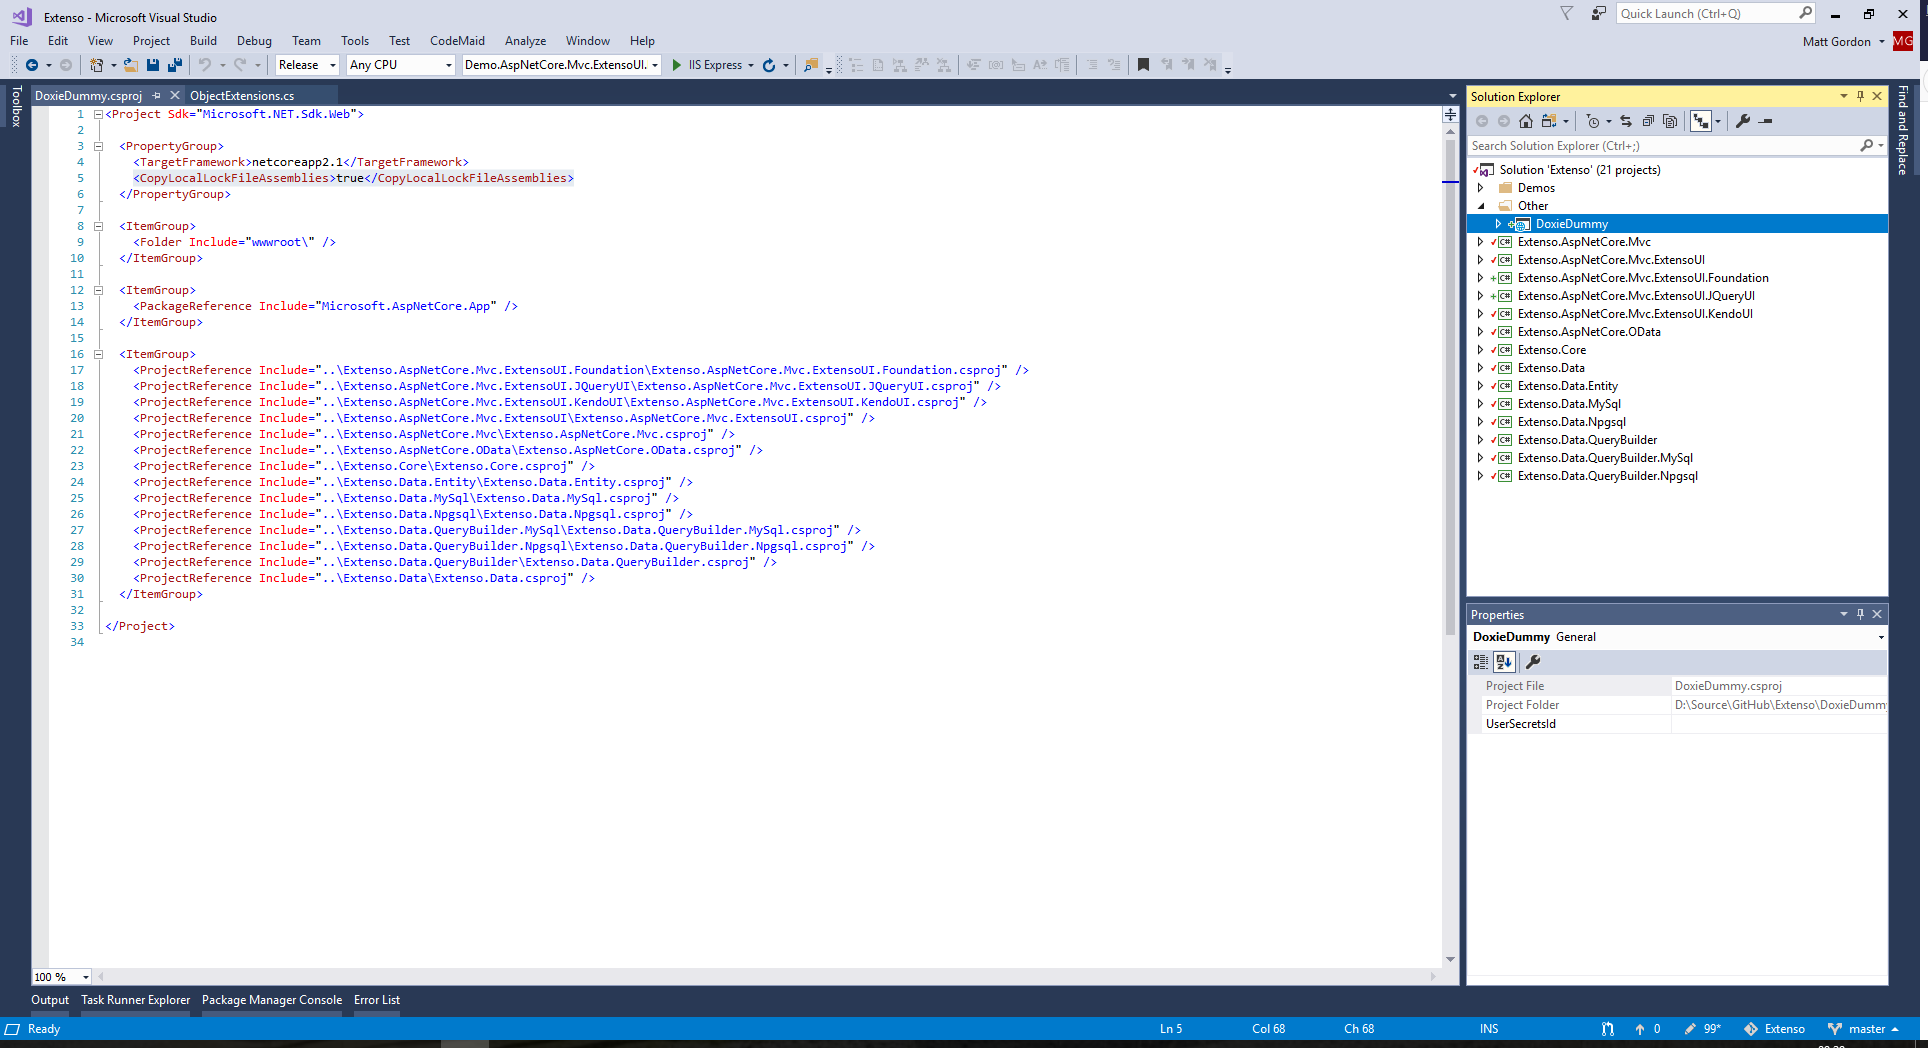 Extenso - Microsoft Visual Studio
Quick Launch (Ctrl+Q)
File Edit View Project Build Debug Team Tools Test CodeMaid Analyze Window Help
Matt Gordon MG
Release Any CPU Demo.AspNetCore.Mvc.ExtensoUI. IIS Express
Toolbox
DoxieDummy.csproj ObjectExtensions.cs
1 <Project Sdk="Microsoft.NET.Sdk.Web">
2
3 <PropertyGroup>
4 <TargetFramework>netcoreapp2.1</TargetFramework>
5 <CopyLocalLockFileAssemblies>true</CopyLocalLockFileAssemblies>
6 </PropertyGroup>
7
8 <ItemGroup>
9 <Folder Include="wwwroot\" />
10 </ItemGroup>
11
12 <ItemGroup>
13 <PackageReference Include="Microsoft.AspNetCore.App" />
14 </ItemGroup>
15
16 <ItemGroup>
17 <ProjectReference Include="..\Extenso.AspNetCore.Mvc.ExtensoUI.Foundation\Extenso.AspNetCore.Mvc.ExtensoUI.Foundation.csproj" />
18 <ProjectReference Include="..\Extenso.AspNetCore.Mvc.ExtensoUI.JQueryUI\Extenso.AspNetCore.Mvc.ExtensoUI.JQueryUI.csproj" />
19 <ProjectReference Include="..\Extenso.AspNetCore.Mvc.ExtensoUI.KendoUI\Extenso.AspNetCore.Mvc.ExtensoUI.KendoUI.csproj" />
20 <ProjectReference Include="..\Extenso.AspNetCore.Mvc.ExtensoUI\Extenso.AspNetCore.Mvc.ExtensoUI.csproj" />
21 <ProjectReference Include="..\Extenso.AspNetCore.Mvc\Extenso.AspNetCore.Mvc.csproj" />
22 <ProjectReference Include="..\Extenso.AspNetCore.OData\Extenso.AspNetCore.OData.csproj" />
23 <ProjectReference Include="..\Extenso.Core\Extenso.Core.csproj" />
24 <ProjectReference Include="..\Extenso.Data.Entity\Extenso.Data.Entity.csproj" />
25 <ProjectReference Include="..\Extenso.Data.MySql\Extenso.Data.MySql.csproj" />
26 <ProjectReference Include="..\Extenso.Data.Npgsql\Extenso.Data.Npgsql.csproj" />
27 <ProjectReference Include="..\Extenso.Data.QueryBuilder.MySql\Extenso.Data.QueryBuilder.MySql.csproj" />
28 <ProjectReference Include="..\Extenso.Data.QueryBuilder.Npgsql\Extenso.Data.QueryBuilder.Npgsql.csproj" />
29 <ProjectReference Include="..\Extenso.Data.QueryBuilder\Extenso.Data.QueryBuilder.csproj" />
30 <ProjectReference Include="..\Extenso.Data\Extenso.Data.csproj" />
31 </ItemGroup>
32
33 </Project>
34
100 %
Solution Explorer
Search Solution Explorer (Ctrl+;)
Solution 'Extenso' (21 projects)
Demos
Other
DoxieDummy
C# Extenso.AspNetCore.Mvc
C# Extenso.AspNetCore.Mvc.ExtensoUI
C# Extenso.AspNetCore.Mvc.ExtensoUI.Foundation
C# Extenso.AspNetCore.Mvc.ExtensoUI.JQueryUI
C# Extenso.AspNetCore.Mvc.ExtensoUI.KendoUI
C# Extenso.AspNetCore.OData
C# Extenso.Core
C# Extenso.Data
C# Extenso.Data.Entity
C# Extenso.Data.MySql
C# Extenso.Data.Npgsql
C# Extenso.Data.QueryBuilder
C# Extenso.Data.QueryBuilder.MySql
C# Extenso.Data.QueryBuilder.Npgsql
Find and Replace
Properties
DoxieDummy General
Project File DoxieDummy.csproj
Project Folder D:\Source\GitHub\Extenso\DoxieDummy
UserSecretsId
Output Task Runner Explorer Package Manager Console Error List
Ready Ln 5 Col 68 Ch 68 INS 0 99* Extenso master